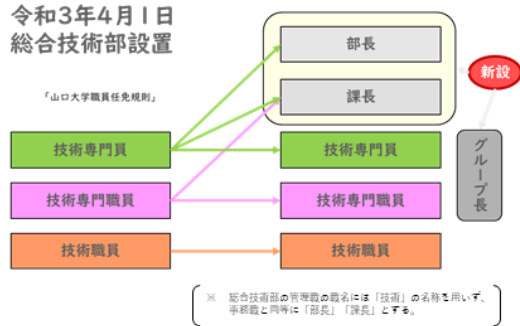 令和3年4月1日
総合技術部設置
「山口大学職員任免規則」
部長
課長
新設
技術専門員
技術専門員
技術専門職員
技術専門職員
技術職員
技術職員
グループ長
※ 総合技術部の管理職の職名には「技術」の名称を用いず、
事務職と同等に「部長」「課長」とする。